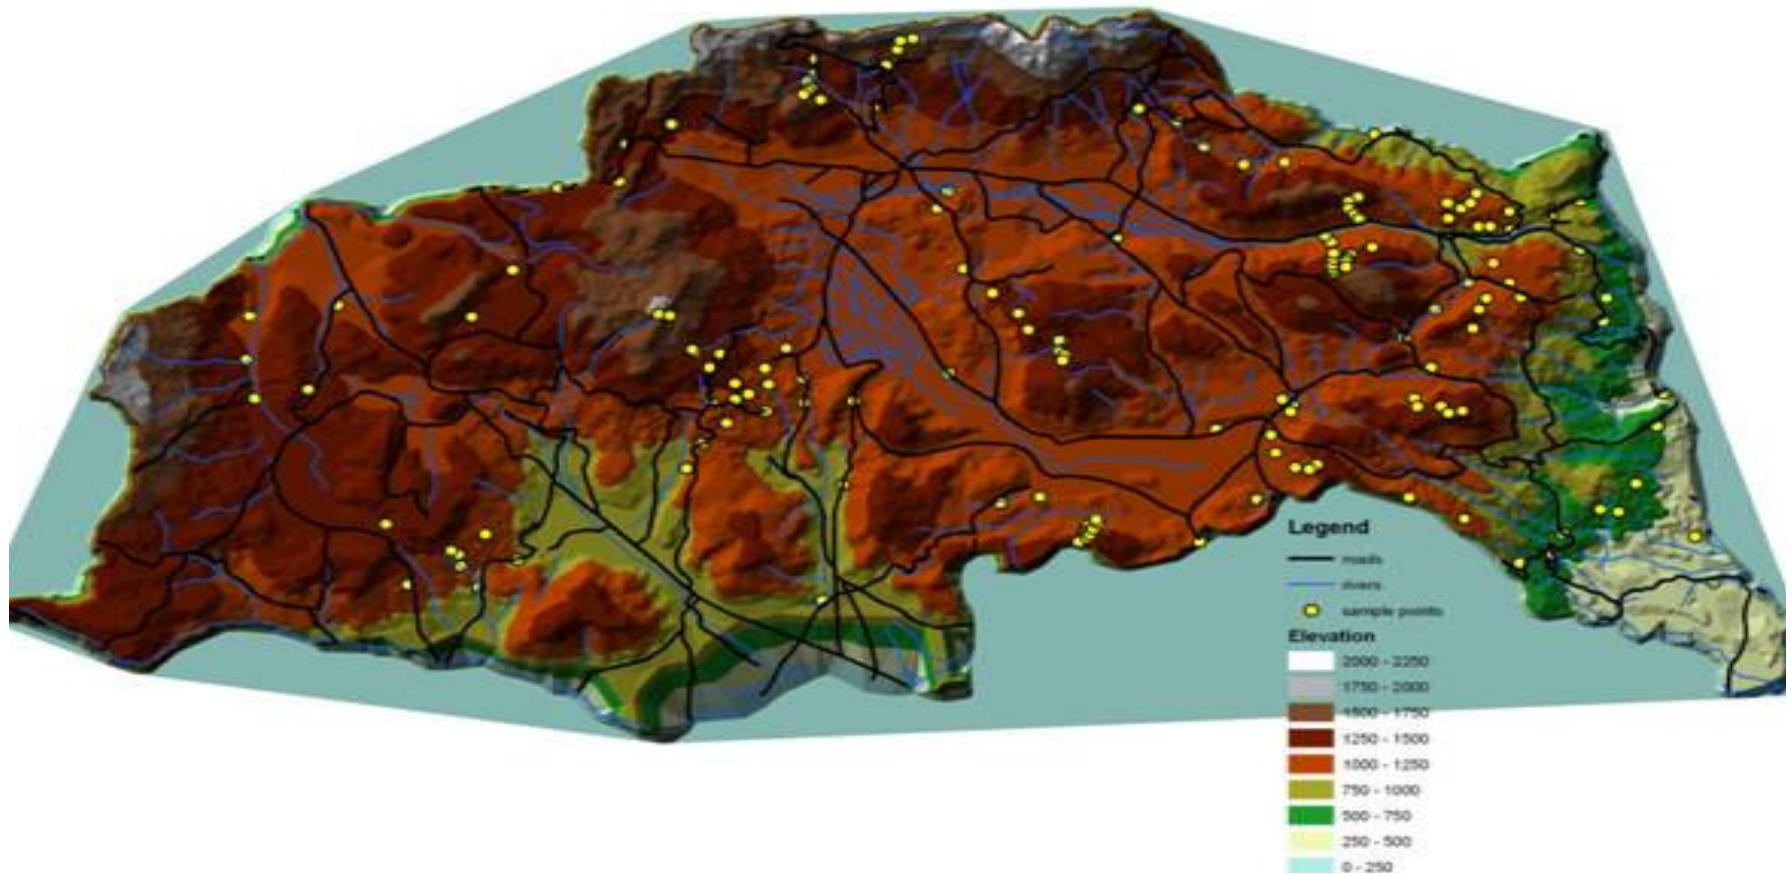 Legend
roads
rivers
sample points
Elevation
2000 - 2250
1750 - 2000
1500 - 1750
1250 - 1500
1000 - 1250
750 - 1000
500 - 750
250 - 500
0 - 250